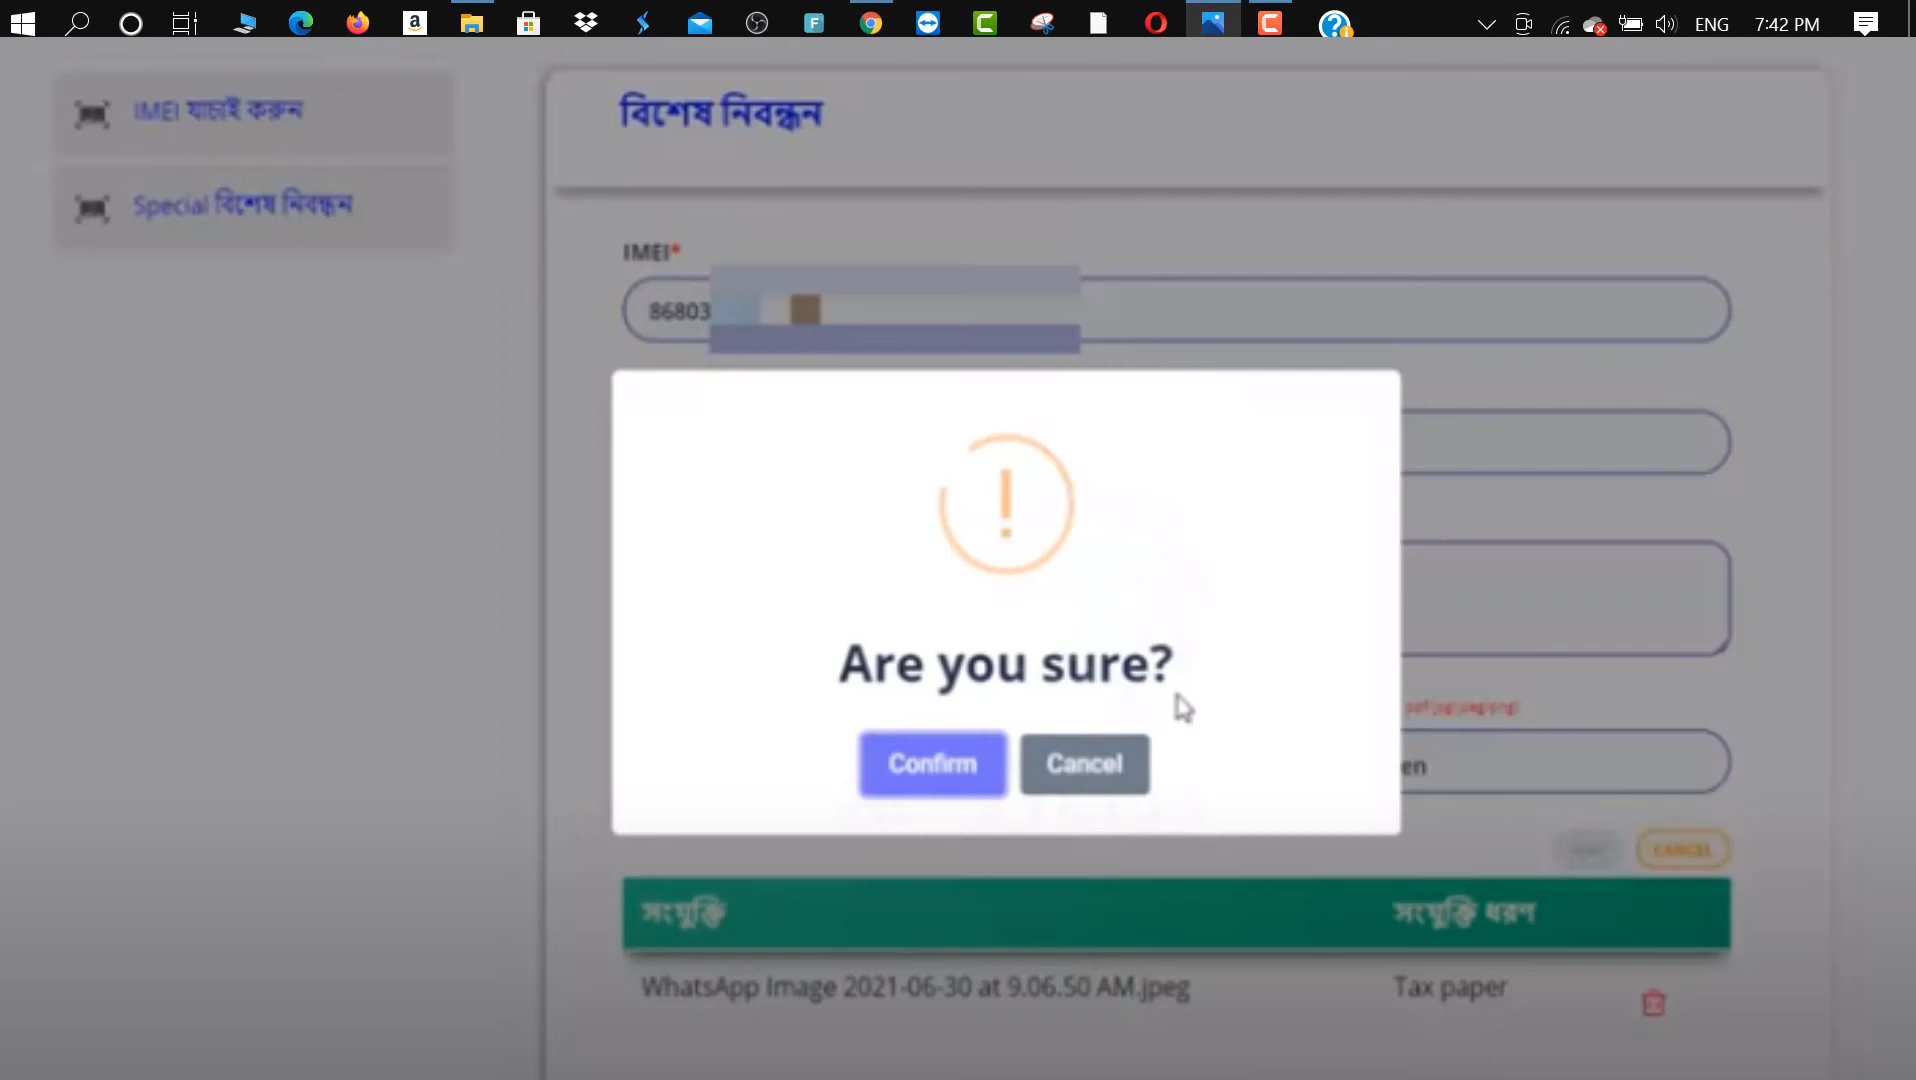 ENG
7:42 PM
IMEI যাচাই করুন
Special বিশেষ নিবন্ধন
বিশেষ নিবন্ধন
IMEI*
86803
Are you sure?
Confirm
Cancel
en
CANCEL
সংযুক্তি
সংযুক্তি ধরণ
WhatsApp Image 2021-06-30 at 9.06.50 AM.jpeg
Tax paper